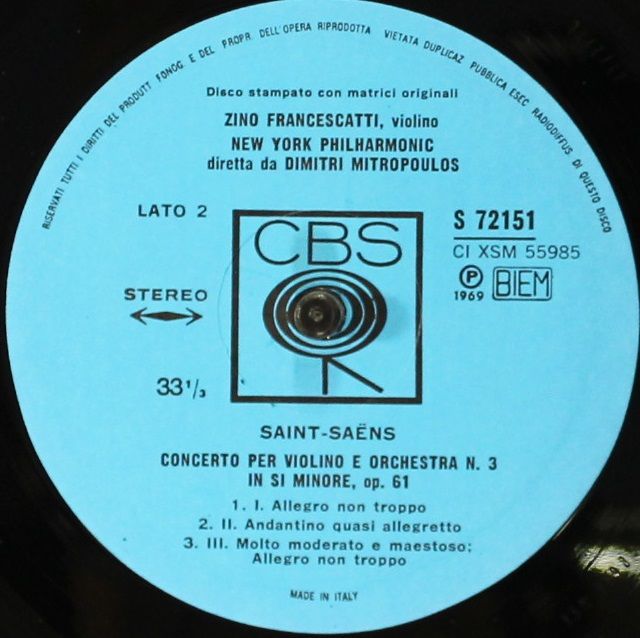 RISERVATI TUTTI I DIRITTI DEL PRODUTT FONOG. E DEL PROPR. DELL'OPERA RIPRODOTTA VIETATA DUPLICAZ PUBBLICA ESEC RADIODIFFUS DI QUESTO DISCO
Disco stampato con matrici originali
ZINO FRANCESCATTI, violino
NEW YORK PHILHARMONIC
diretta da DIMITRI MITROPOULOS
LATO 2
CBS
S 72151
CI XSM 55985
STEREO
℗ BIEM
1969
33 1/3
SAINT-SAËNS
CONCERTO PER VIOLINO E ORCHESTRA N. 3
IN SI MINORE, op. 61
1. I. Allegro non troppo
2. II. Andantino quasi allegretto
3. III. Molto moderato e maestoso;
Allegro non troppo
MADE IN ITALY